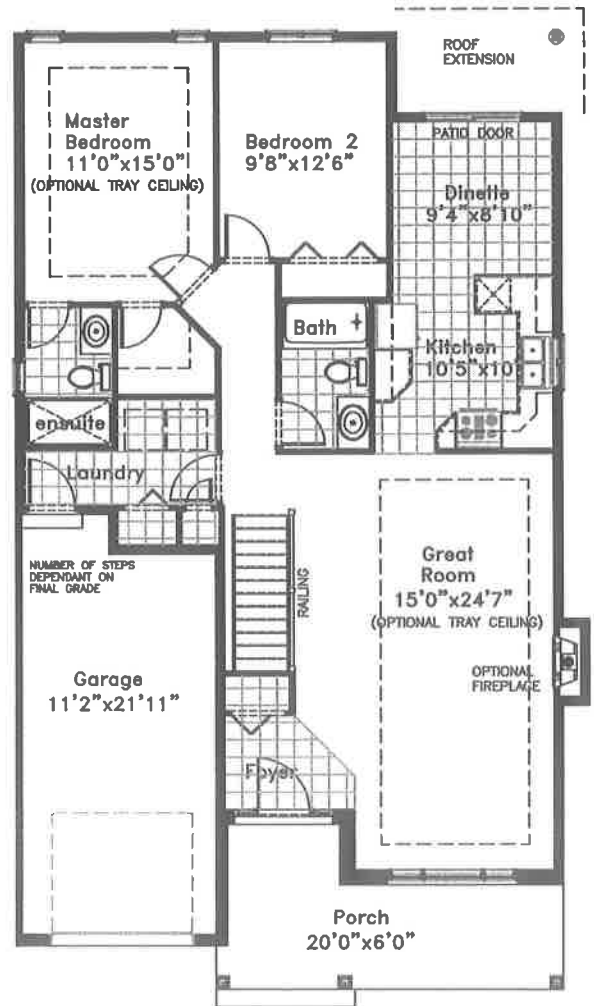 ROOF
EXTENSION
Master
Bedroom
11'0"x15'0"
(OPTIONAL TRAY CEILING)
Bedroom 2
9'8"x12'6"
PATIO DOOR
Dinette
9'4"x8'10"
Bath
Kitchen
10'5"x10'
ensuite
Laundry
NUMBER OF STEPS
DEPENDANT ON
FINAL GRADE
Great
Room
15'0"x24'7"
(OPTIONAL TRAY CEILING)
RAILING
OPTIONAL
FIREPLACE
Garage
11'2"x21'11"
Foyer
Porch
20'0"x6'0"